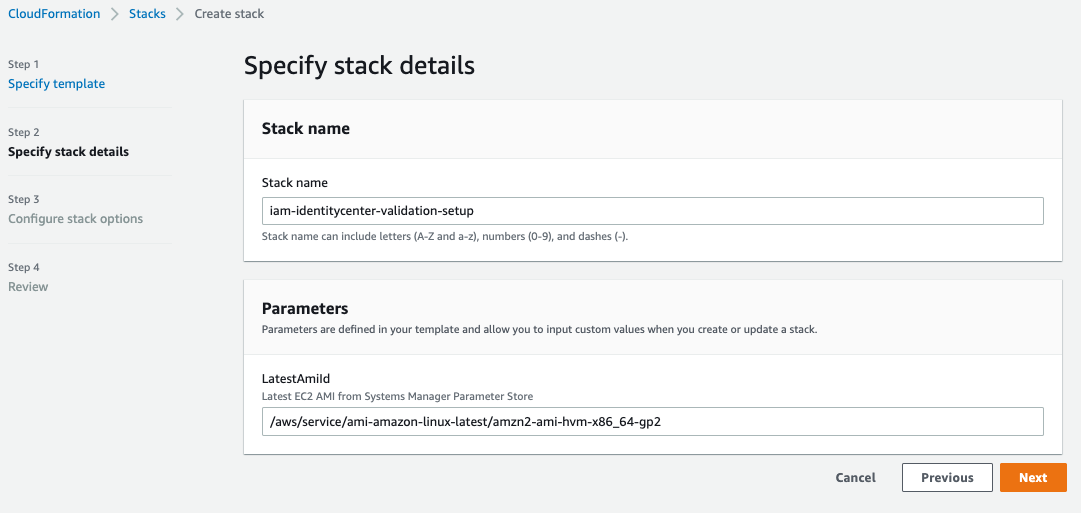 CloudFormation > Stacks > Create stack
Step 1
Specify template
Step 2
Specify stack details
Step 3
Configure stack options
Step 4
Review
Specify stack details
Stack name
Stack name
iam-identitycenter-validation-setup
Stack name can include letters (A-Z and a-z), numbers (0-9), and dashes (-).
Parameters
Parameters are defined in your template and allow you to input custom values when you create or update a stack.
LatestAmiId
Latest EC2 AMI from Systems Manager Parameter Store
/aws/service/ami-amazon-linux-latest/amzn2-ami-hvm-x86_64-gp2
Cancel Previous Next